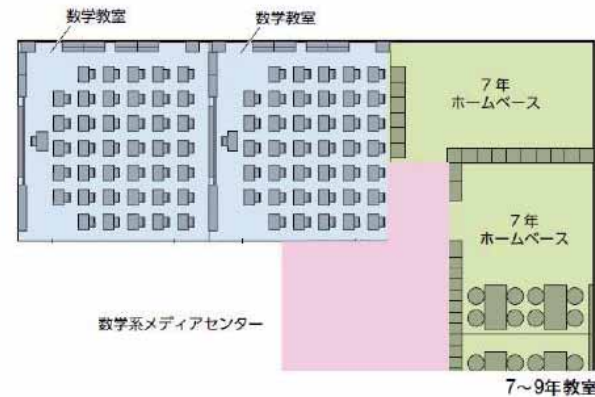 数学教室
数学教室
7年
ホームベース
7年
ホームベース
数学系メディアセンター
7～9年教室